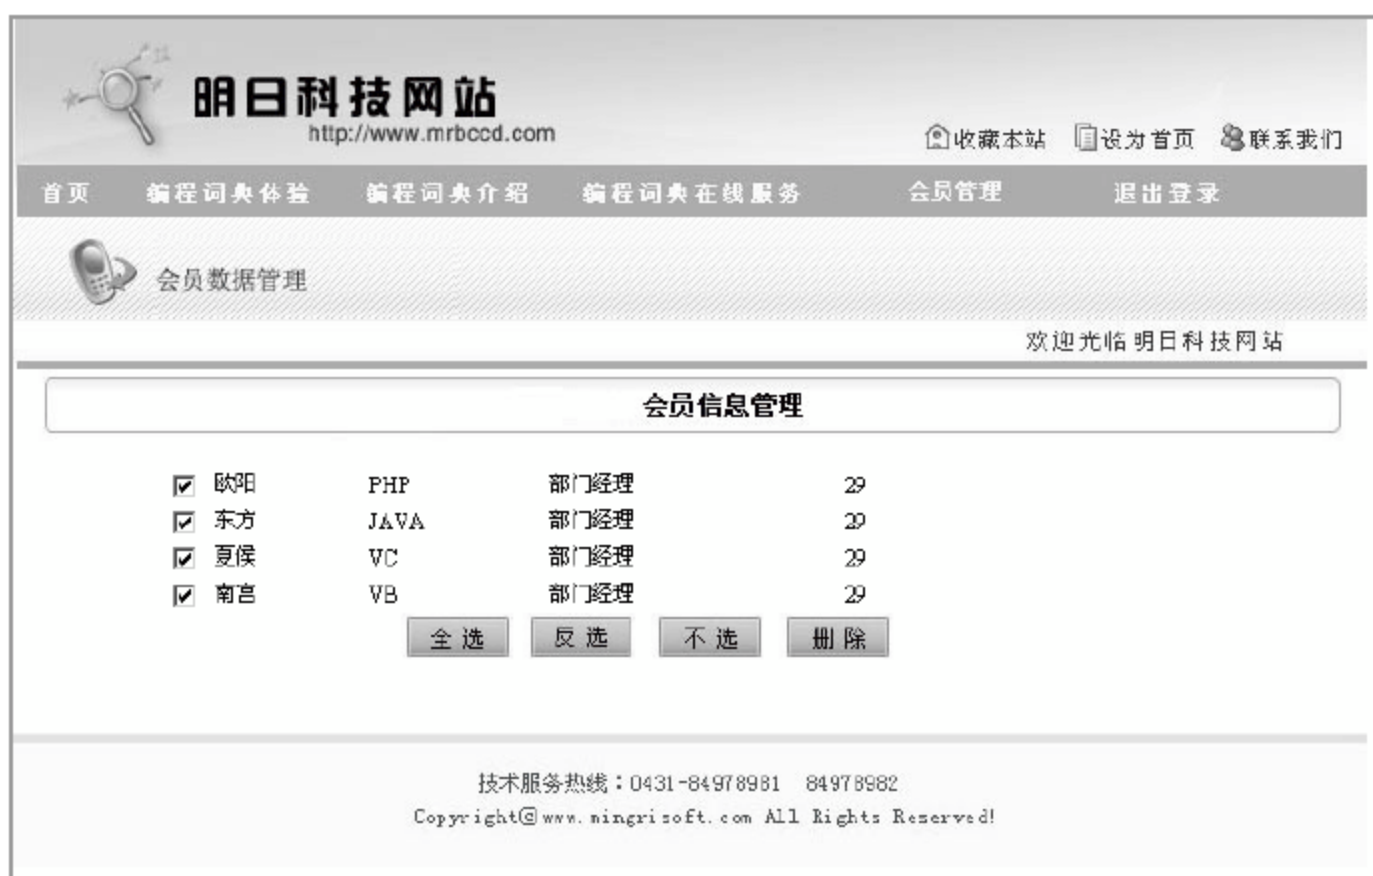 明日科技网站
http://www.mrbccd.com
收藏本站 设为首页 联系我们
首页 编程词典体验 编程词典介绍 编程词典在线服务 会员管理 退出登录
会员数据管理
欢迎光临明日科技网站
会员信息管理
欧阳 PHP 部门经理 29
东方 JAVA 部门经理 29
夏侯 VC 部门经理 29
南宫 VB 部门经理 29
全选 反选 不选 删除
技术服务热线：0431-84978981 84978982
Copyright@www.mingrisoft.com All Rights Reserved!